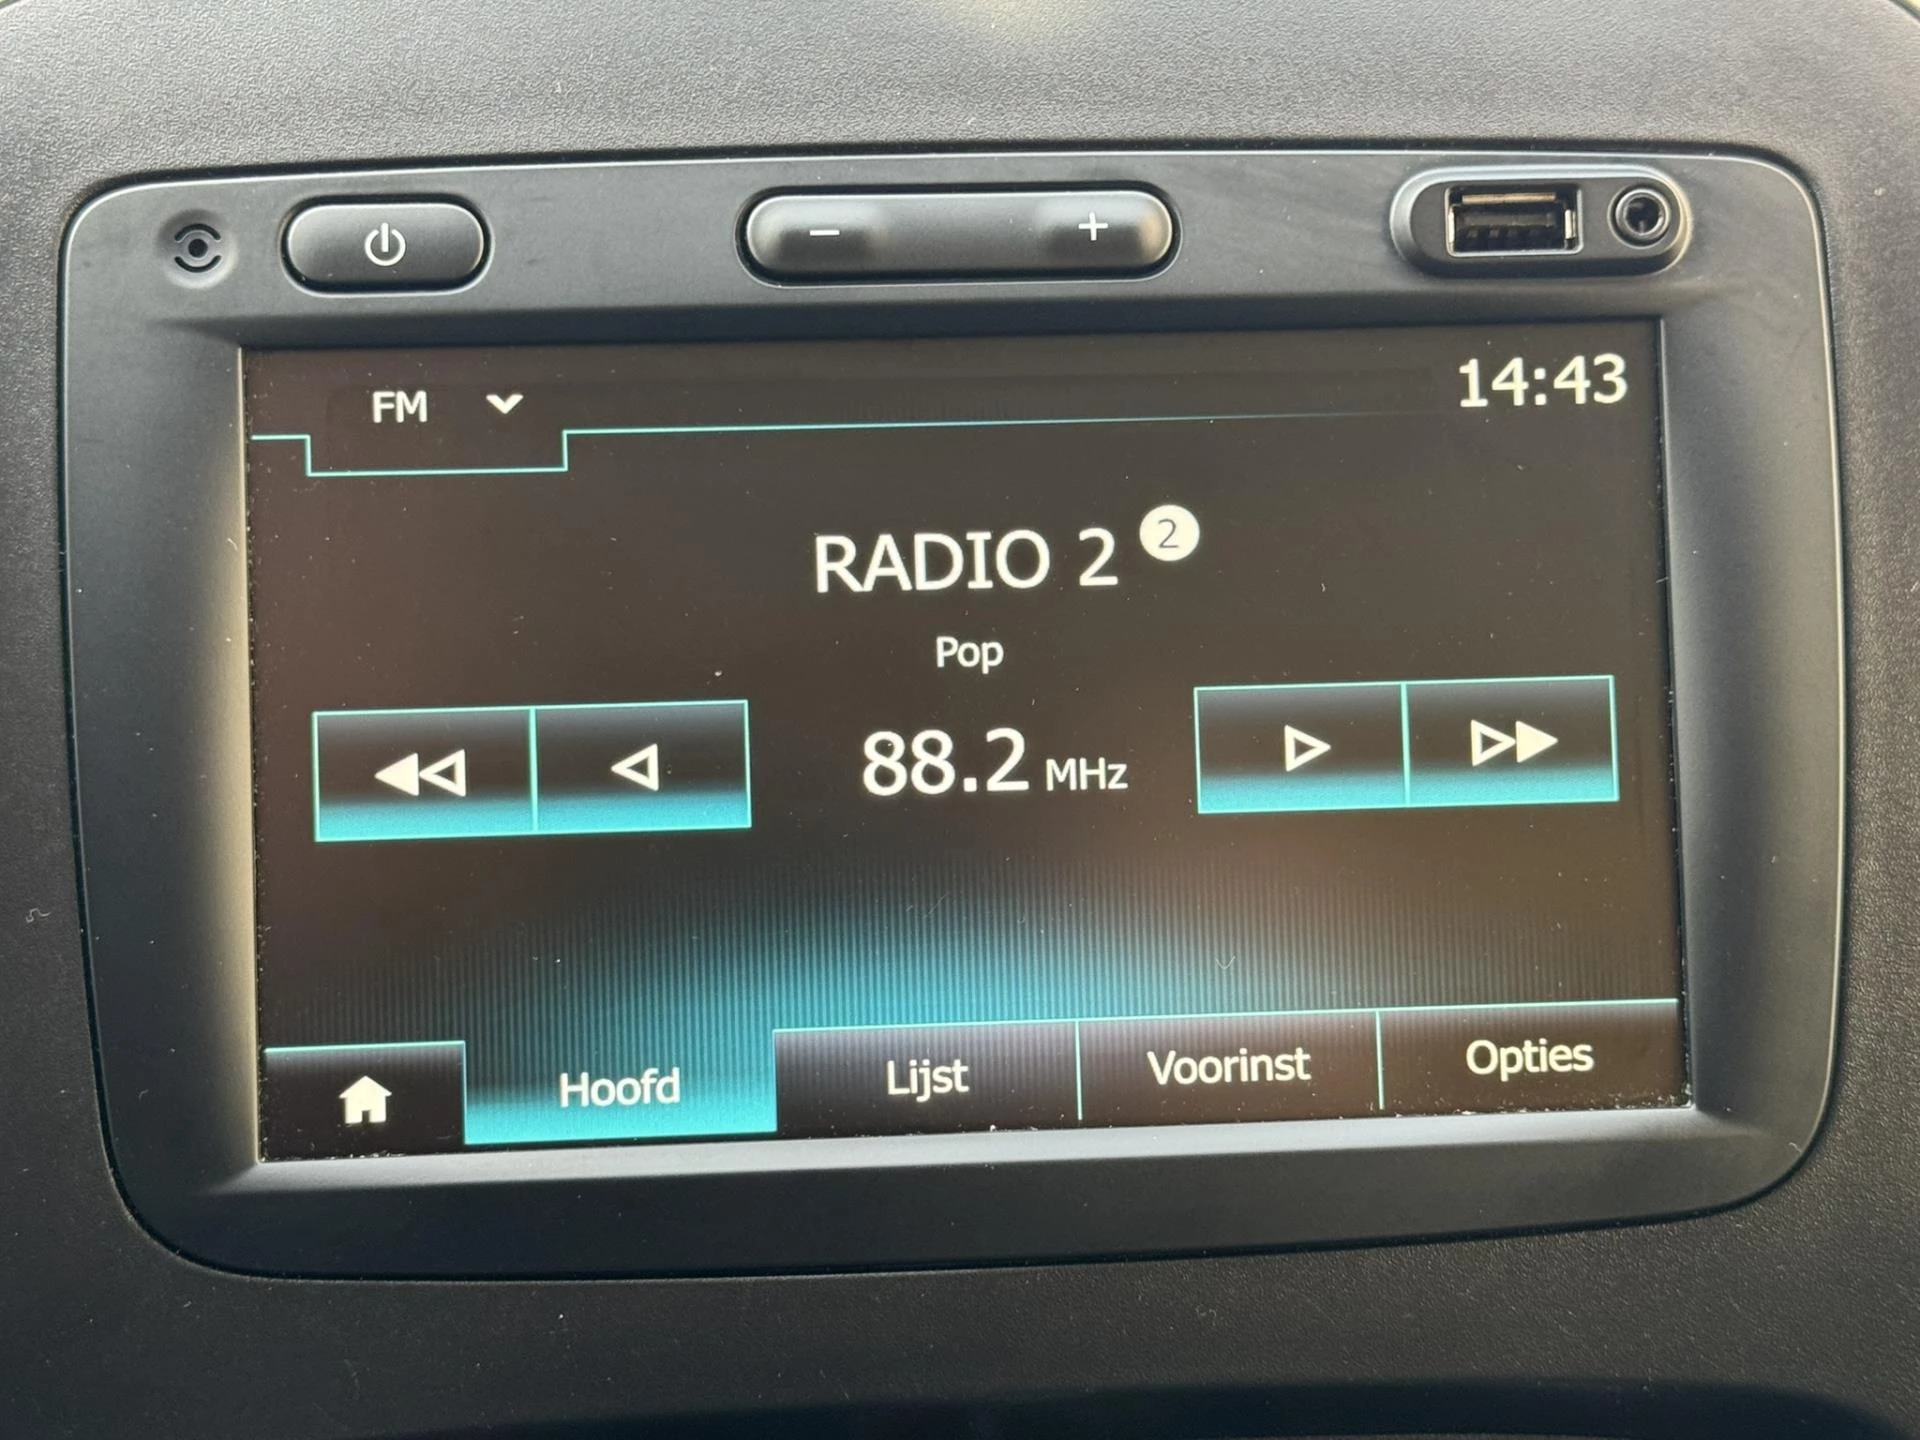 FM
14:43
RADIO 2 2
Pop
88.2 MHz
Hoofd
Lijst
Voorinst
Opties